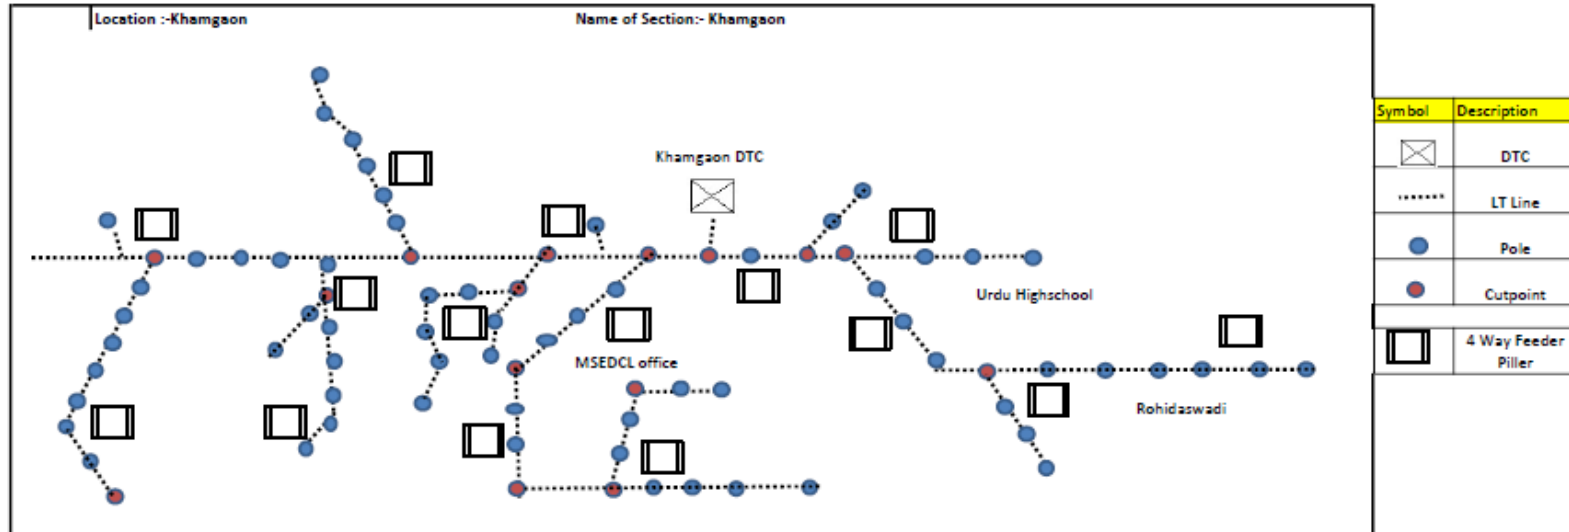 Location :-Khamgaon
Name of Section:- Khamgaon
Khamgaon DTC
Urdu Highschool
MSEDCL office
Rohidaswadi
Symbol Description
DTC
LT Line
Pole
Cutpoint
4 Way Feeder
Piller